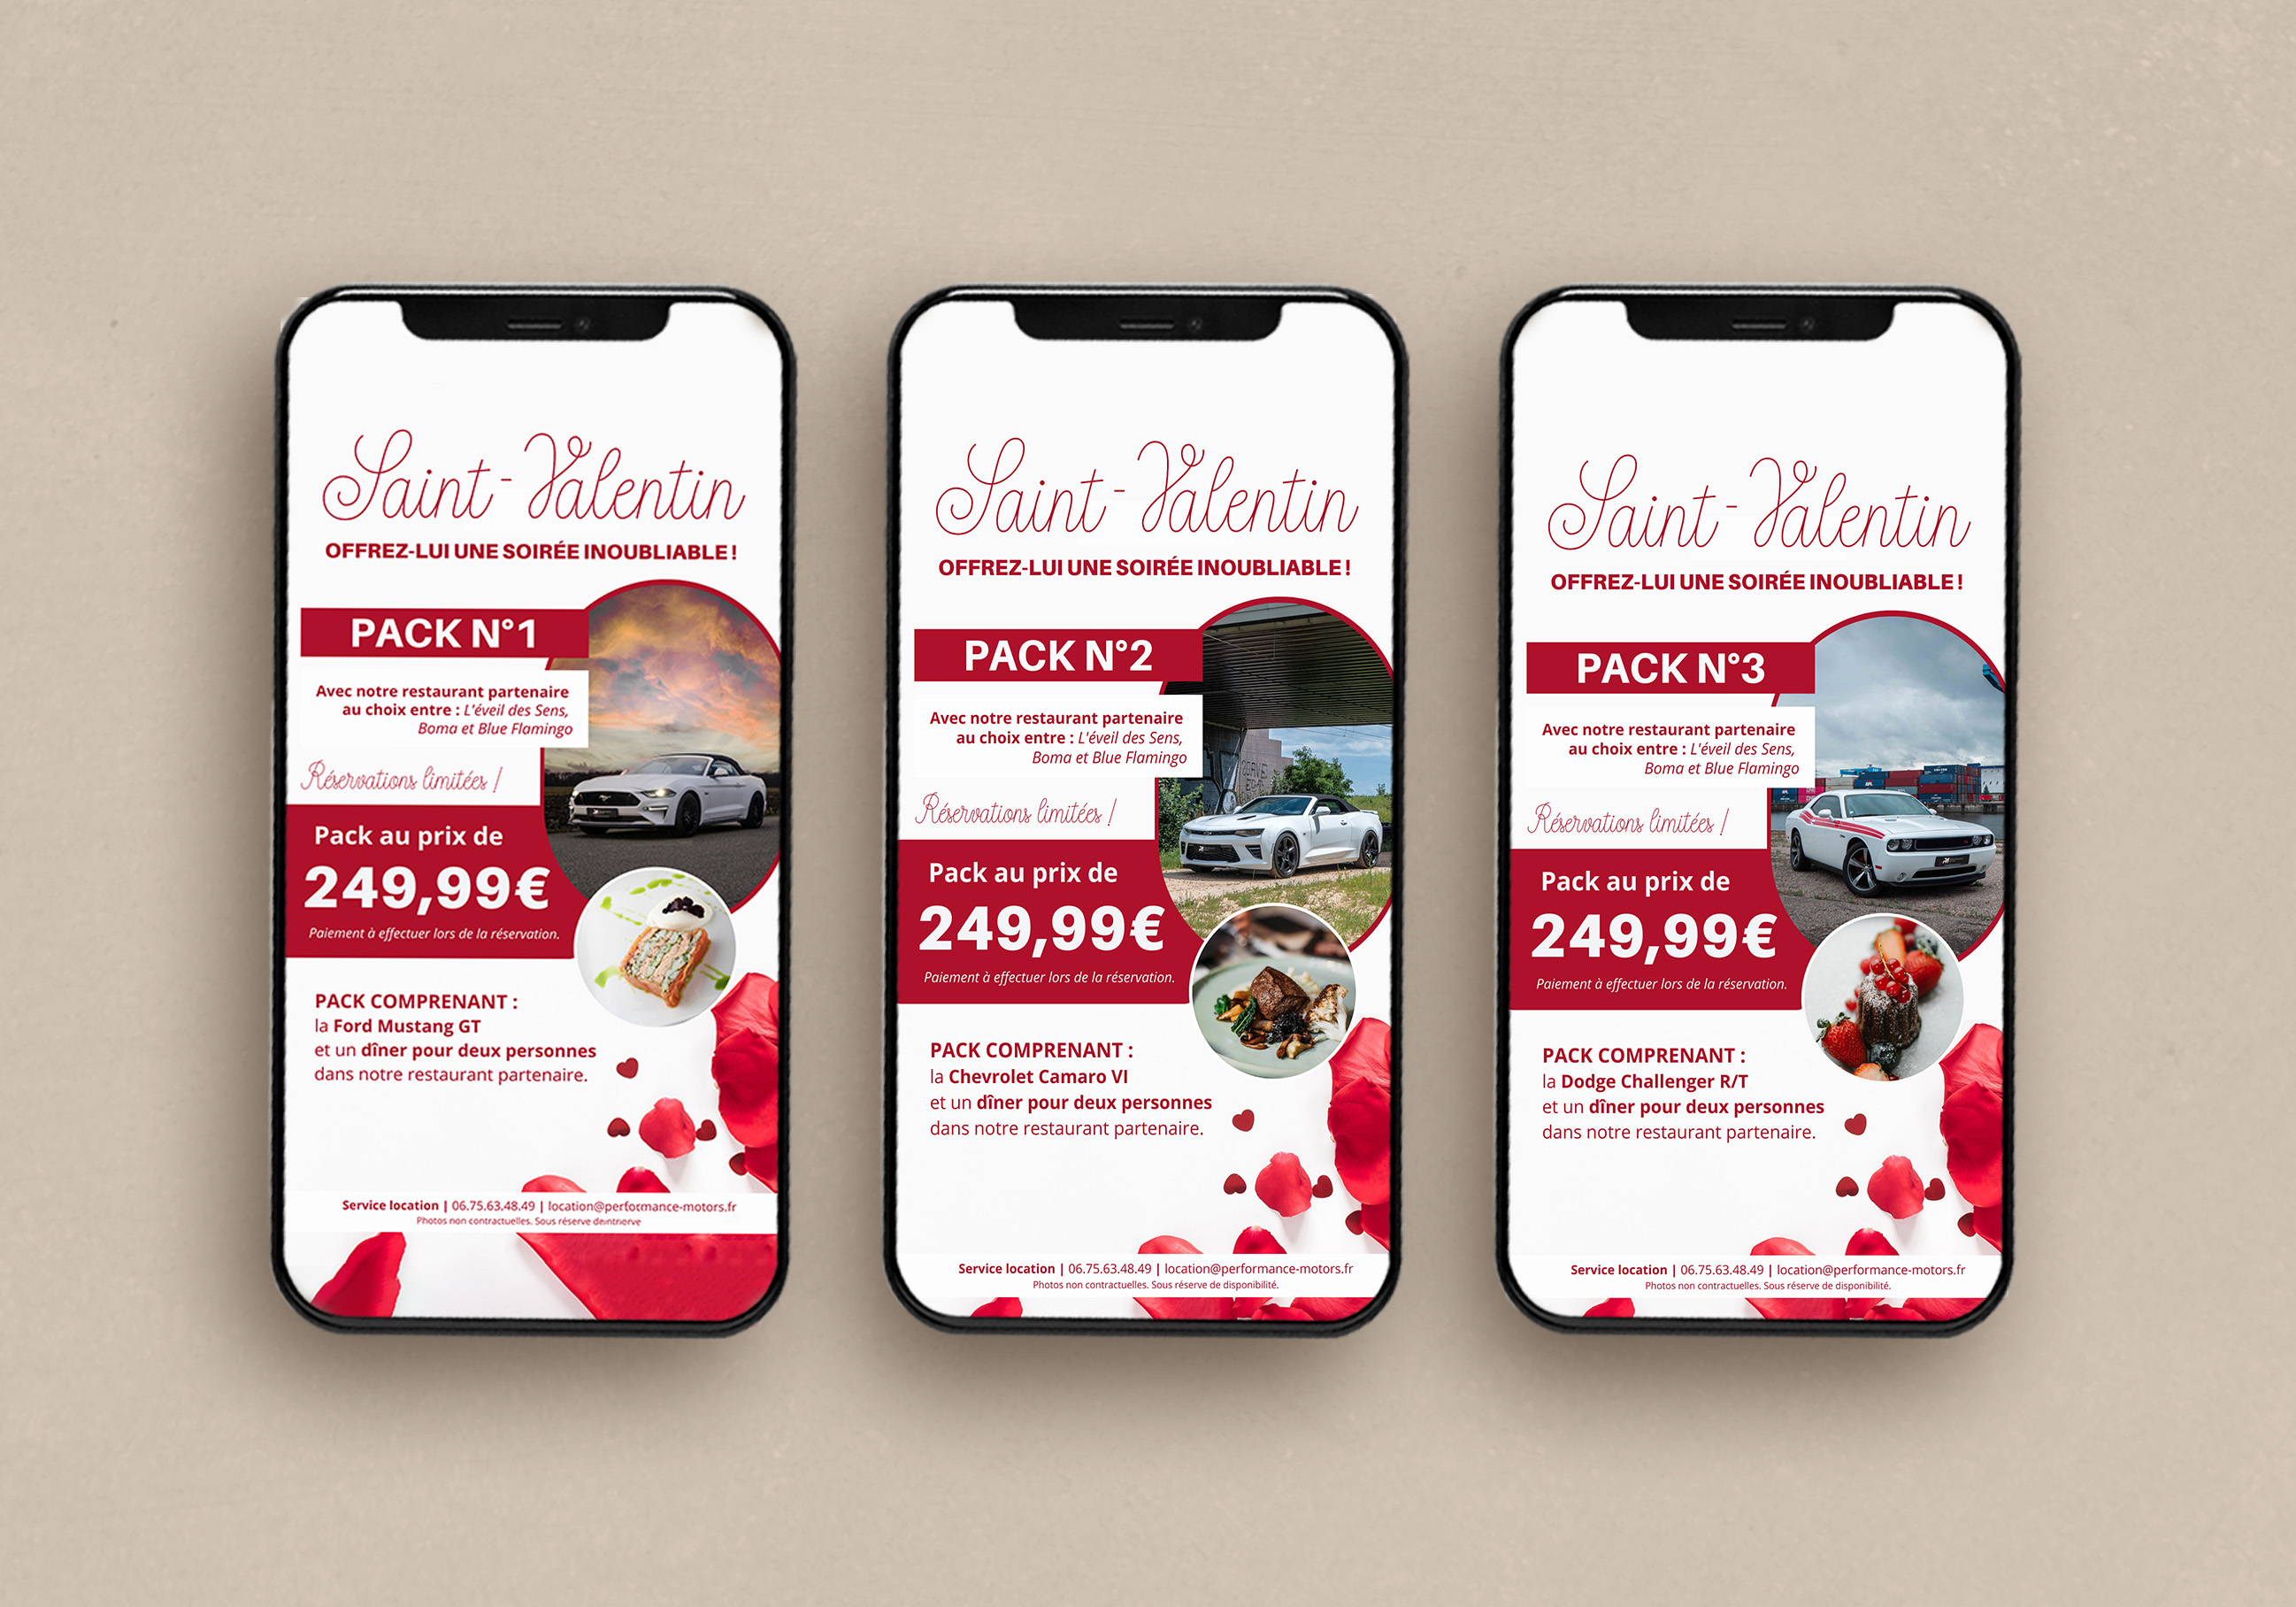 Saint-Valentin
OFFREZ-LUI UNE SOIRÉE INOUBLIABLE !
PACK N°1
Avec notre restaurant partenaire
au choix entre : L'éveil des Sens,
Boma et Blue Flamingo
Réservations limitées !
Pack au prix de
249,99€
Paiement à effectuer lors de la réservation.
PACK COMPRENANT :
la Ford Mustang GT
et un dîner pour deux personnes
dans notre restaurant partenaire.
Service location | 06.75.63.48.49 | location@performance-motors.fr
Photos non contractuelles. Sous réserve
Saint-Valentin
OFFREZ-LUI UNE SOIRÉE INOUBLIABLE !
PACK N°2
Avec notre restaurant partenaire
au choix entre : L'éveil des Sens,
Boma et Blue Flamingo
Réservations limitées !
Pack au prix de
249,99€
Paiement à effectuer lors de la réservation.
PACK COMPRENANT :
la Chevrolet Camaro VI
et un dîner pour deux personnes
dans notre restaurant partenaire.
Service location | 06.75.63.48.49 | location@performance-motors.fr
Photos non contractuelles. Sous réserve de disponibilité.
Saint-Valentin
OFFREZ-LUI UNE SOIRÉE INOUBLIABLE !
PACK N°3
Avec notre restaurant partenaire
au choix entre : L'éveil des Sens,
Boma et Blue Flamingo
Réservations limitées !
Pack au prix de
249,99€
Paiement à effectuer lors de la réservation.
PACK COMPRENANT :
la Dodge Challenger R/T
et un dîner pour deux personnes
dans notre restaurant partenaire.
Service location | 06.75.63.48.49 | location@performance-motors.fr
Photos non contractuelles. Sous réserve de disponibilité.